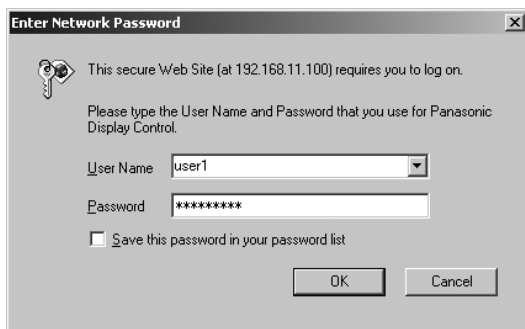 Enter Network Password
This secure Web Site (at 192.168.11.100) requires you to log on.
Please type the User Name and Password that you use for Panasonic
Display Control.
User Name user1
Password *********
Save this password in your password list
OK Cancel